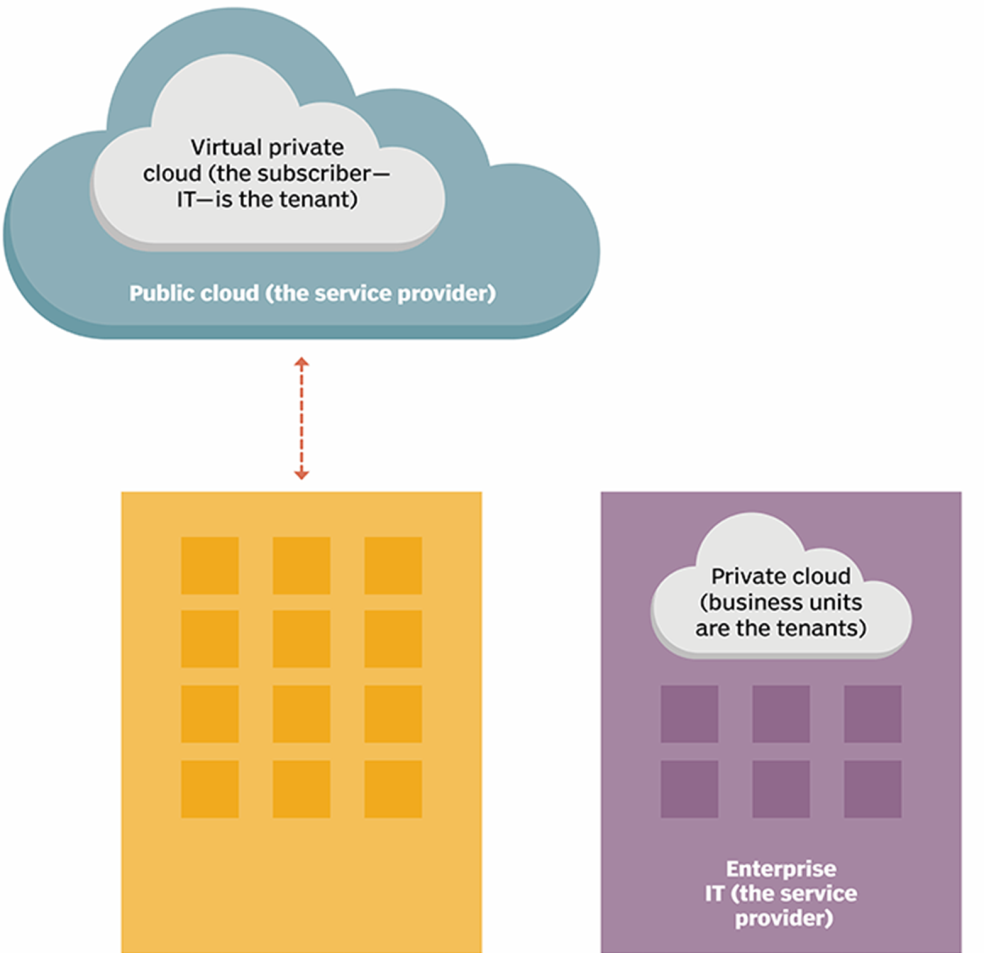 Virtual private
cloud (the subscriber—
IT—is the tenant)
Public cloud (the service provider)
Private cloud
(business units
are the tenants)
Enterprise
IT (the service
provider)